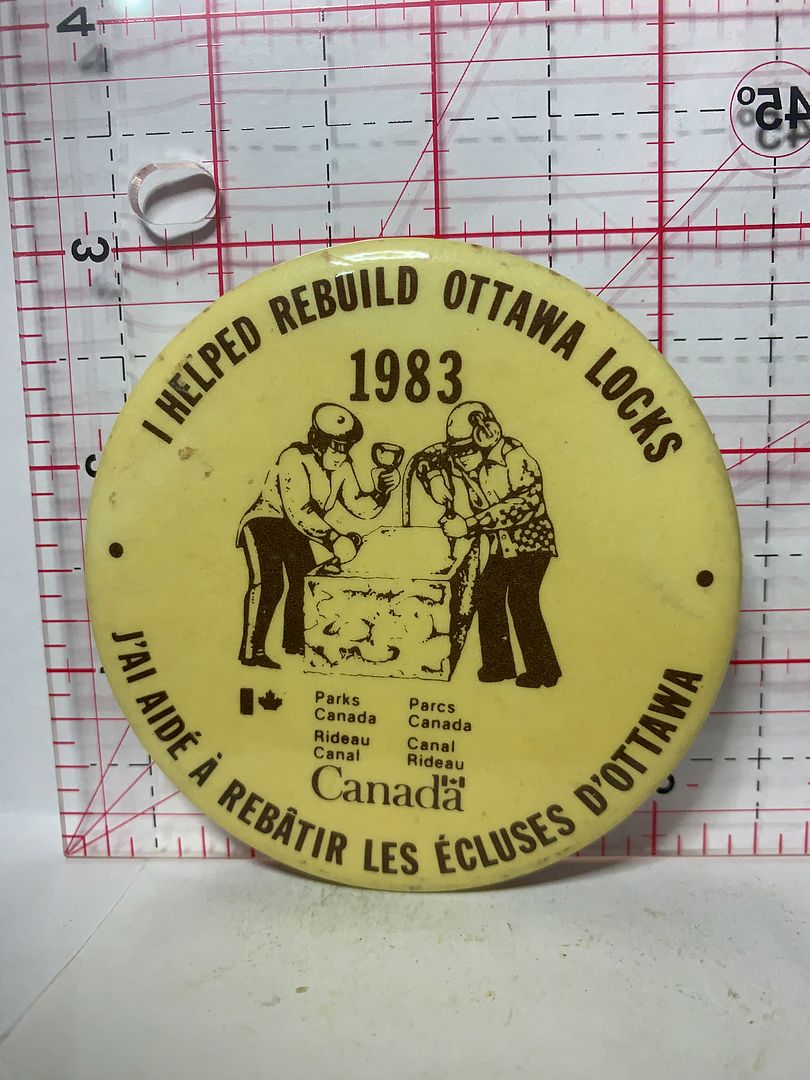 4
45°
3
I HELPED REBUILD OTTAWA LOCKS
1983
Parks Canada
Parcs Canada
Rideau Canal
Canal Rideau
Canada
J'AI AIDÉ À REBÂTIR LES ÉCLUSES D'OTTAWA